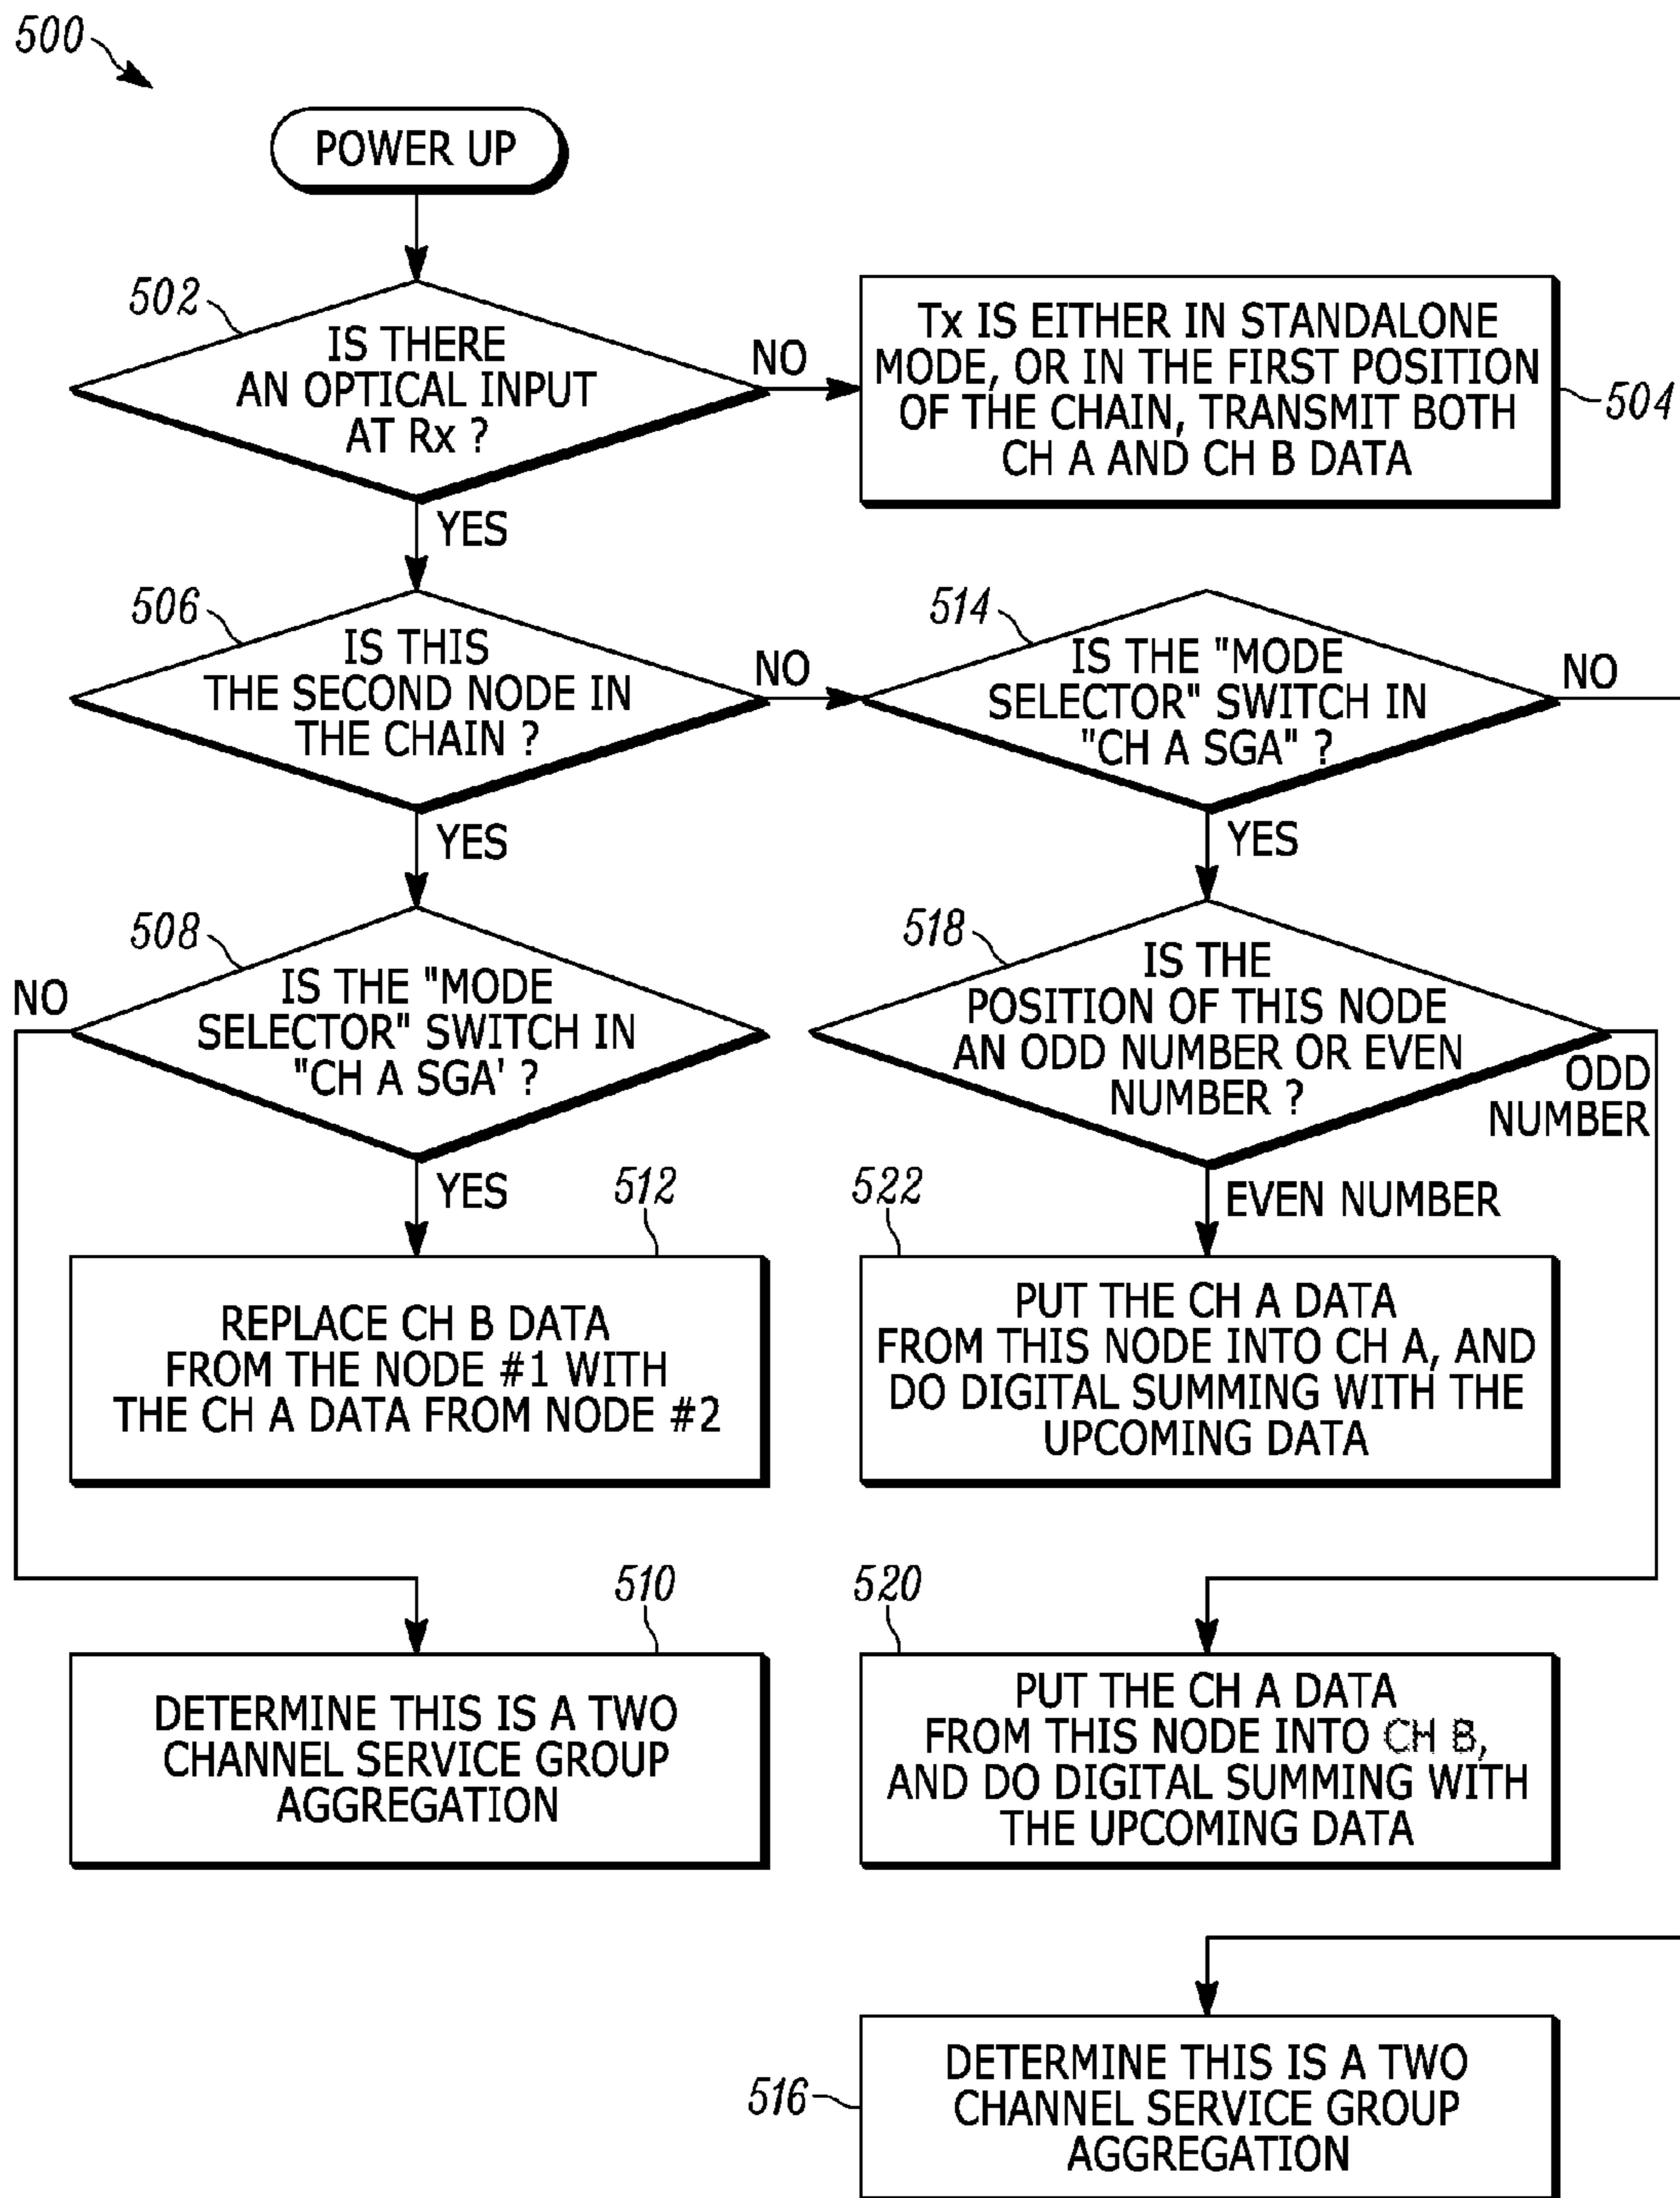 500
POWER UP
502
IS THERE
AN OPTICAL INPUT
AT Rx ?
NO
YES
Tx IS EITHER IN STANDALONE
MODE, OR IN THE FIRST POSITION
OF THE CHAIN, TRANSMIT BOTH
CH A AND CH B DATA
504
506
IS THIS
THE SECOND NODE IN
THE CHAIN ?
NO
YES
514
IS THE "MODE
SELECTOR" SWITCH IN
"CH A SGA" ?
NO
YES
508
IS THE "MODE
SELECTOR" SWITCH IN
"CH A SGA' ?
NO
YES
518
IS THE
POSITION OF THIS NODE
AN ODD NUMBER OR EVEN
NUMBER ?
ODD
NUMBER
EVEN NUMBER
512
REPLACE CH B DATA
FROM THE NODE #1 WITH
THE CH A DATA FROM NODE #2
522
PUT THE CH A DATA
FROM THIS NODE INTO CH A, AND
DO DIGITAL SUMMING WITH THE
UPCOMING DATA
510
DETERMINE THIS IS A TWO
CHANNEL SERVICE GROUP
AGGREGATION
520
PUT THE CH A DATA
FROM THIS NODE INTO CH B,
AND DO DIGITAL SUMMING WITH
THE UPCOMING DATA
516
DETERMINE THIS IS A TWO
CHANNEL SERVICE GROUP
AGGREGATION